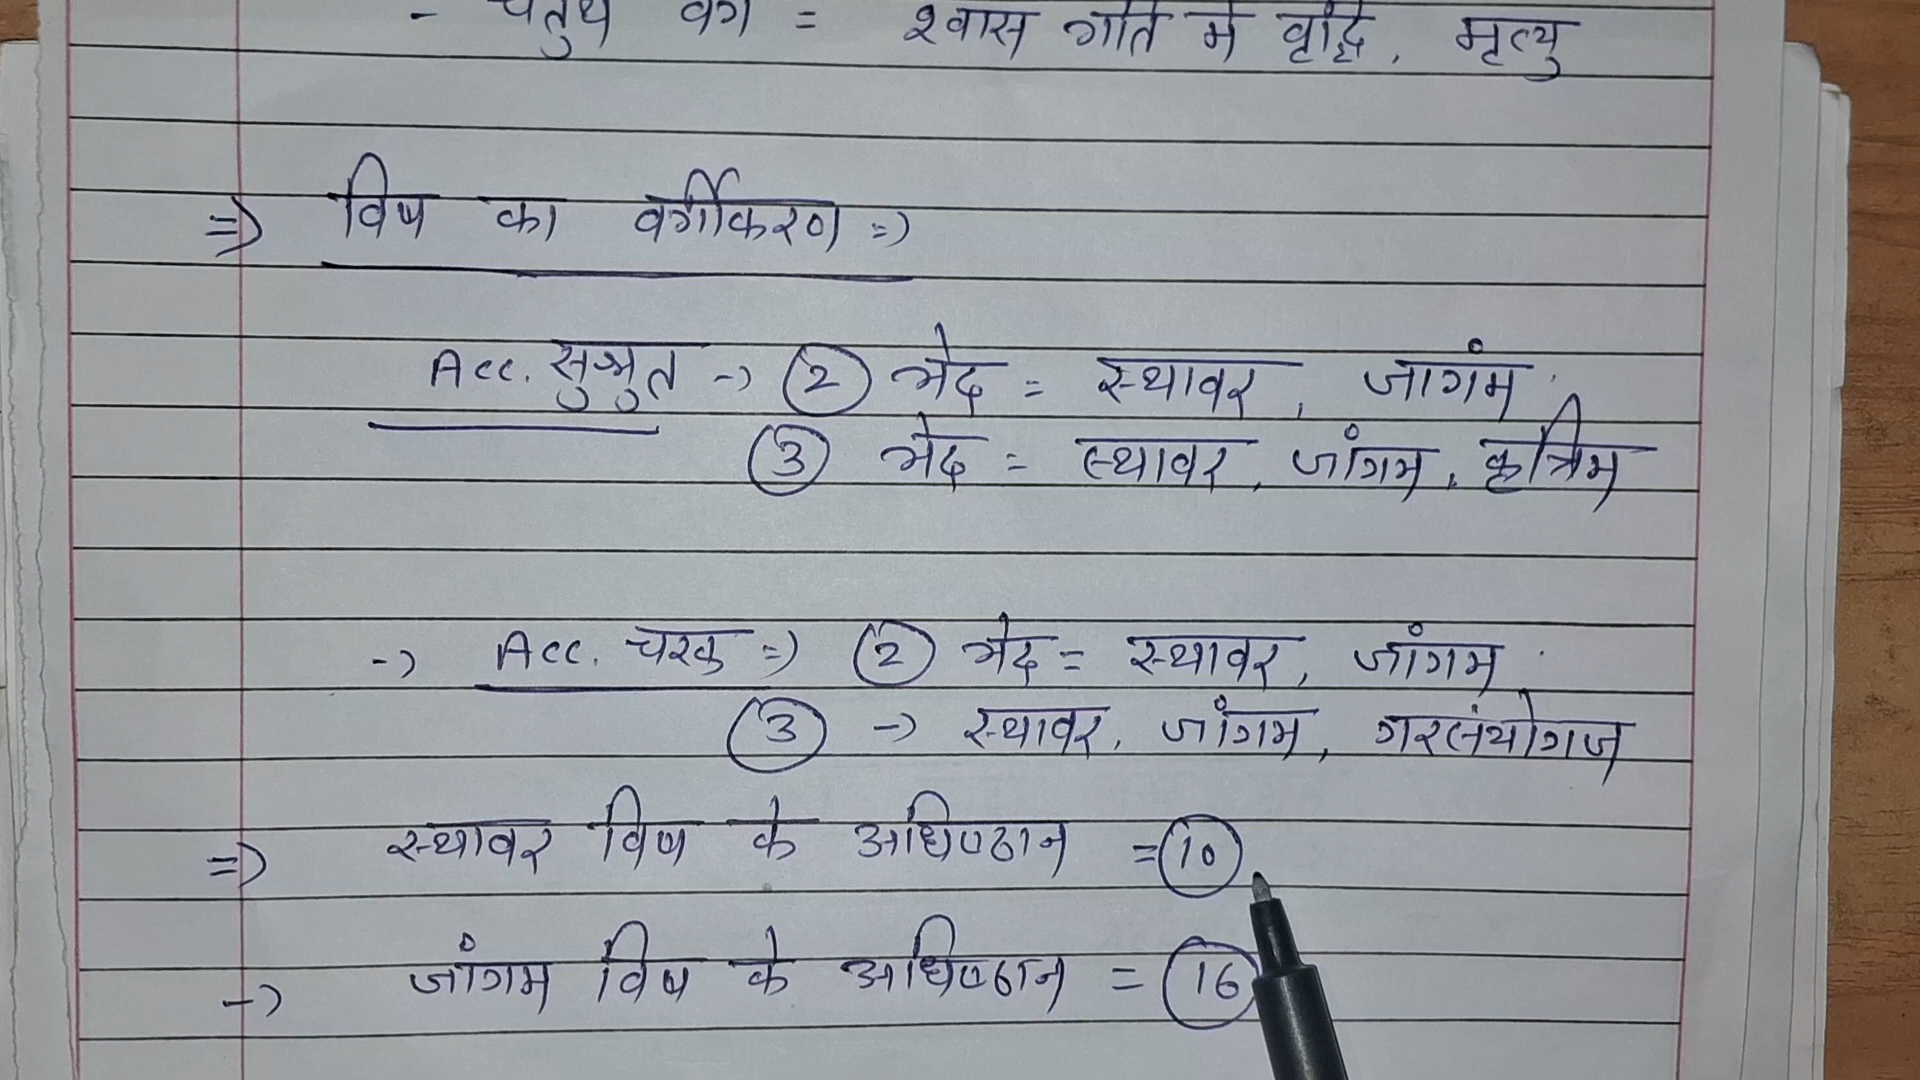 - चतुर्थ वेग = श्वास गति मे वृद्धि, मृत्यु
=> विष का वर्गीकरण =>
Acc. सुश्रुत -> 2 भेद = स्थावर, जागंम
3 भेद = स्थावर, जांगम, कृत्रिम
-> Acc. चरक => 2 भेद = स्थावर, जांगम
3 -> स्थावर, जांगम, गरसंयोगज
=> स्थावर विष के अधिष्ठान = 10
-> जांगम विष के अधिष्ठान = 16